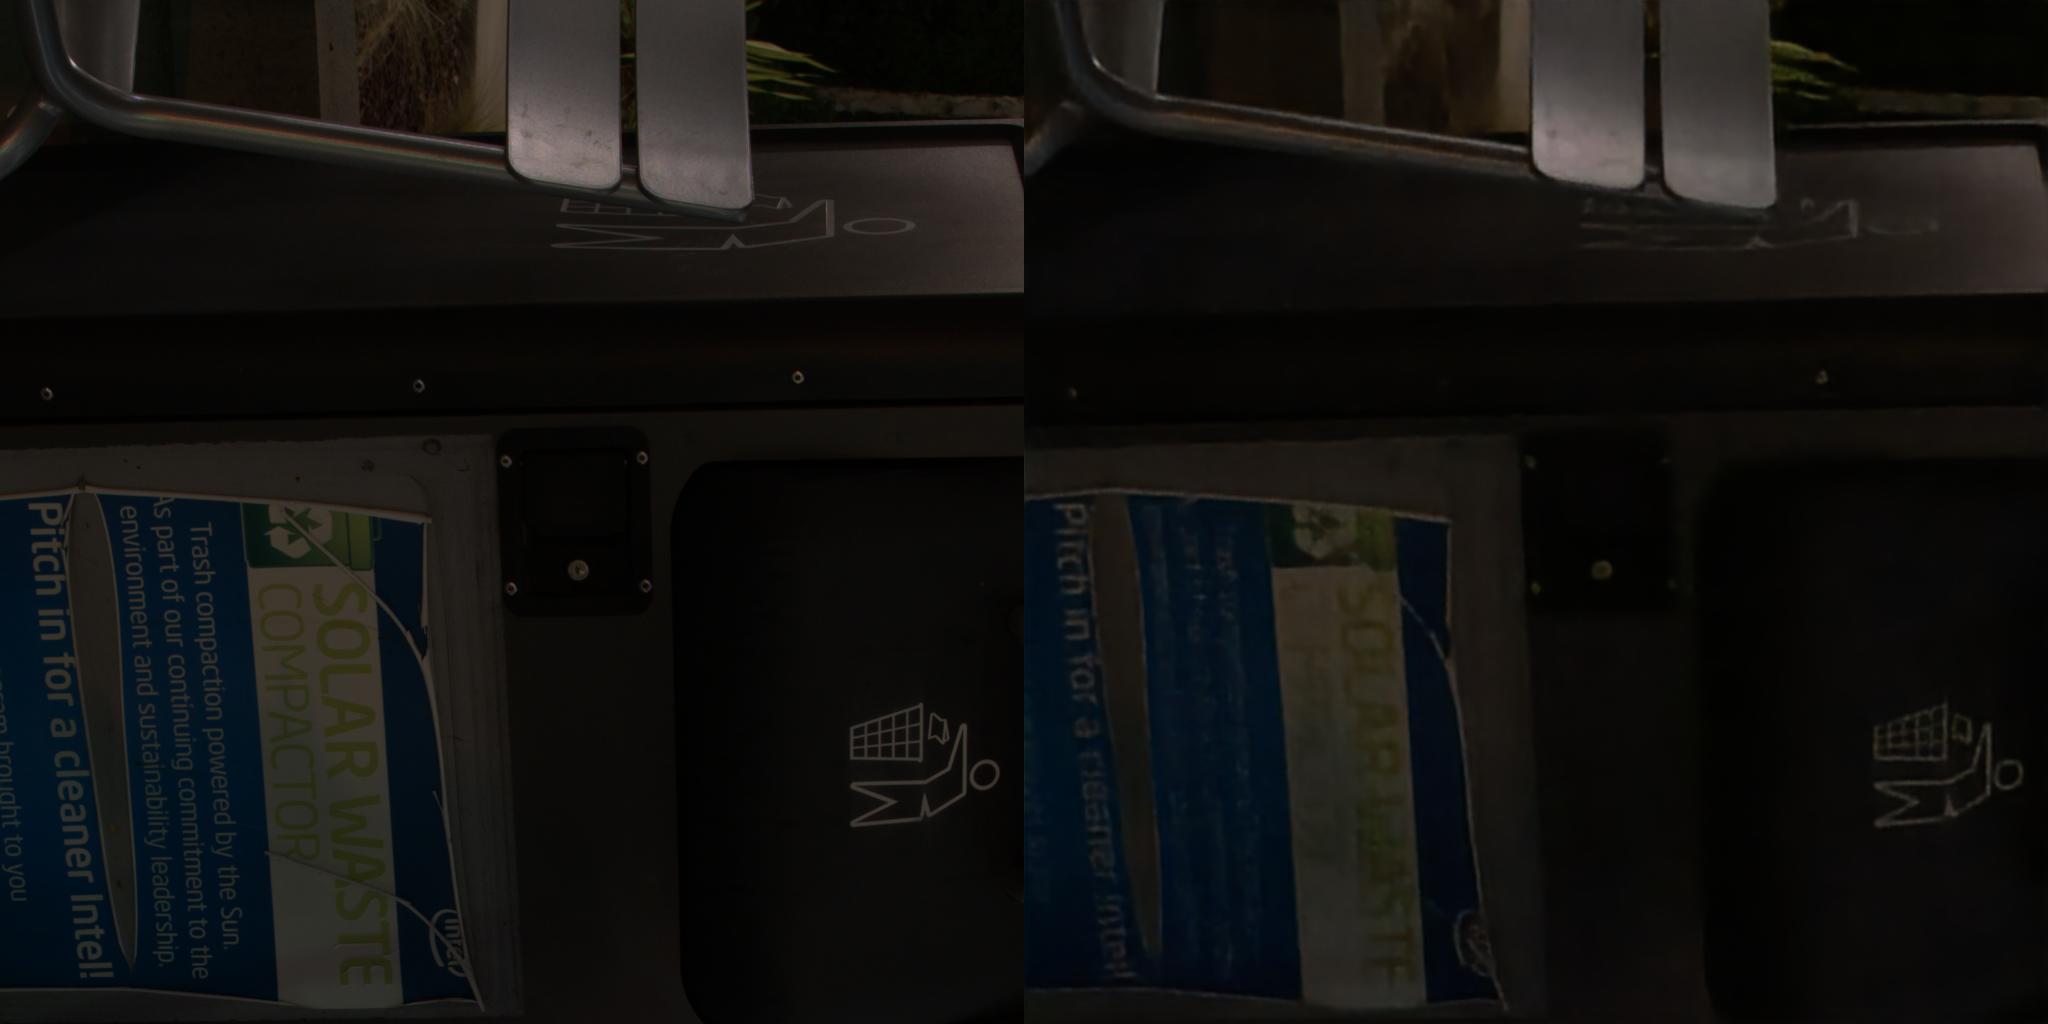 SOLAR WASTE
COMPACTOR
Trash compaction powered by the Sun.
As part of our continuing commitment to the
environment and sustainability leadership.
Pitch in for a cleaner Intel!
brought to you
intel
SOLAR WASTE
Pitch in for a cleaner Intel!